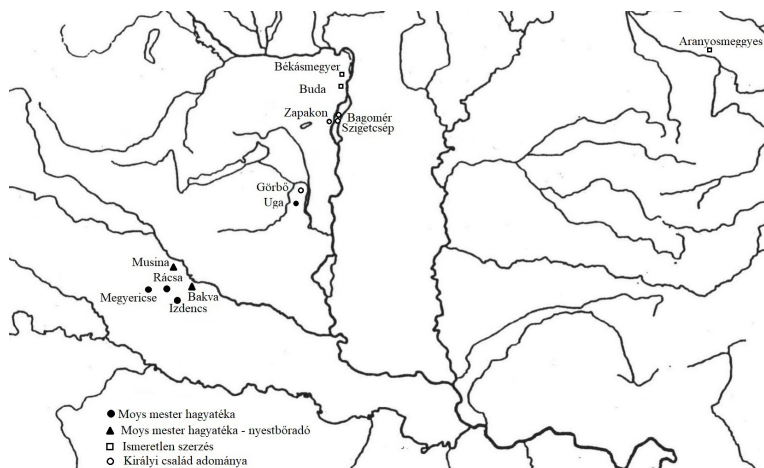 Aranyosmeggyes
Békásmegyer
Buda
Zapakon
Bagomér
Szigetcsép
Görbő
Uga
Musina
Rácsa
Megyericse
Bakva
Izdencs
Moys mester hagyatéka
Moys mester hagyatéka - nyestbőradó
Ismeretlen szerzés
Királyi család adománya